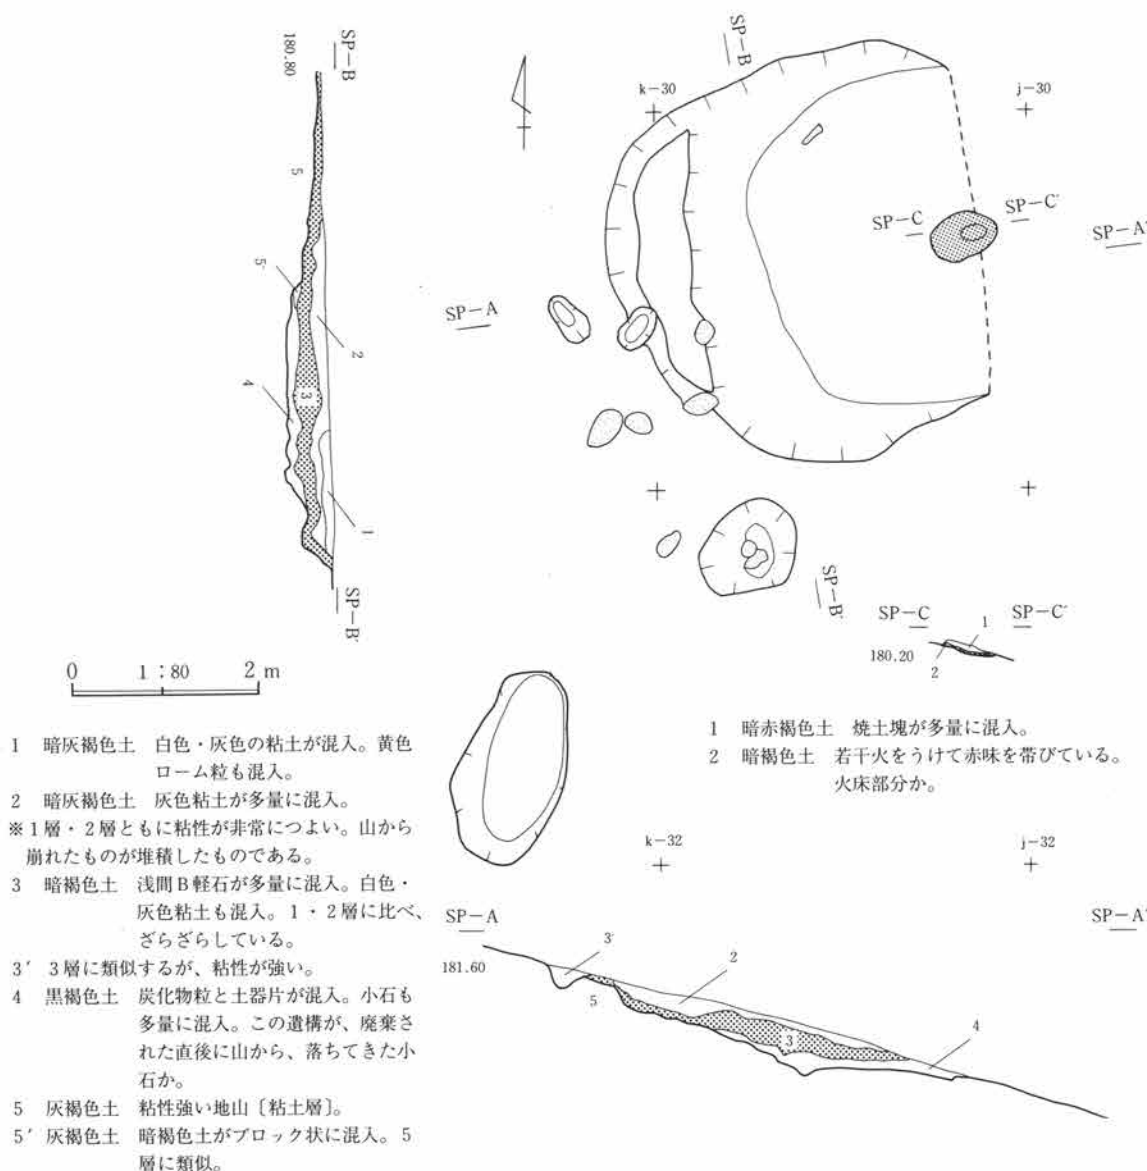 SP-B
180.80
5
5′
2
4
3
1
SP-B′
SP-B
k-30
j-30
SP-C
SP-C′
SP-A′
SP-A
SP-B′
SP-C
SP-C′
1
180.20
2
0 1:80 2 m
1 暗灰褐色土 白色・灰色の粘土が混入。黄色
ローム粒も混入。
2 暗灰褐色土 灰色粘土が多量に混入。
※1層・2層ともに粘性が非常につよい。山から
崩れたものが堆積したものである。
3 暗褐色土 浅間B軽石が多量に混入。白色・
灰色粘土も混入。1・2層に比べ、
ざらざらしている。
3′ 3層に類似するが、粘性が強い。
4 黒褐色土 炭化物粒と土器片が混入。小石も
多量に混入。この遺構が、廃棄さ
れた直後に山から、落ちてきた小
石か。
5 灰褐色土 粘性強い地山〔粘土層〕。
5′ 灰褐色土 暗褐色土がブロック状に混入。5
層に類似。
1 暗赤褐色土 焼土塊が多量に混入。
2 暗褐色土 若干火をうけて赤味を帯びている。
火床部分か。
k-32
j-32
SP-A
SP-A′
181.60
3′
2
5
3
4